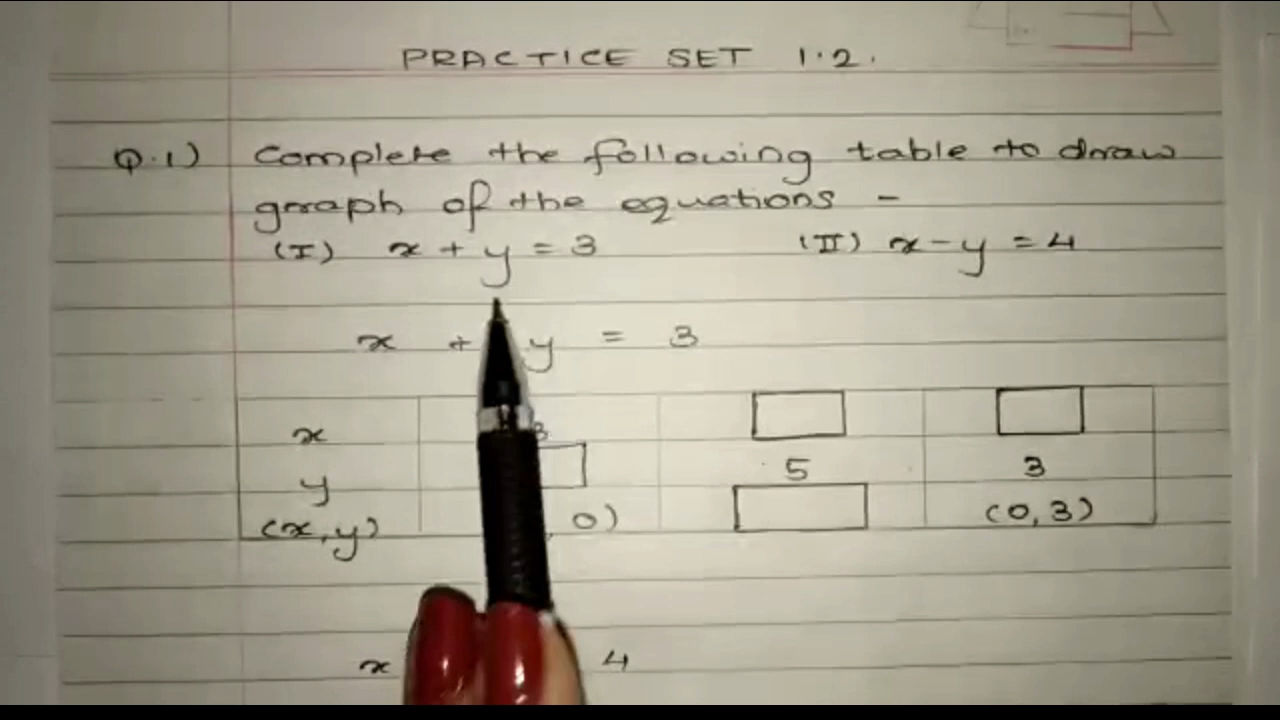 PRACTICE SET 1.2.
Q.1) Complete the following table to draw
graph of the equations -
(I) x + y = 3 (II) x - y = 4
x + y = 3
x 3
y 5 3
(x, y) 0) (0, 3)
x 4